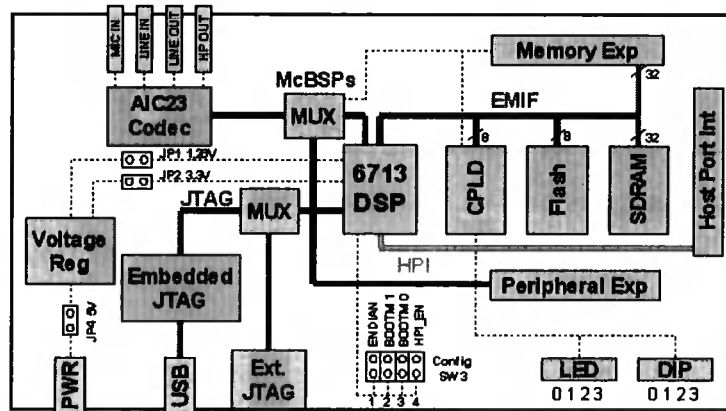 MIC IN
LINE IN
LINE OUT
HP OUT
McBSPs
Memory Exp
32
AIC23
Codec
MUX
EMIF
8
8
32
JP1 1.26V
JP2 3.3V
6713
DSP
CPLD
Flash
SDRAM
Host Port Int
JTAG
MUX
Voltage
Reg
HPI
Embedded
JTAG
Peripheral Exp
JP4 5V
ENDIAN
BOOTM 1
BOOTM 0
HPI_EN
Config
SW3
PWR
USB
Ext.
JTAG
1 2 3 4
LED
DIP
0 1 2 3
0 1 2 3